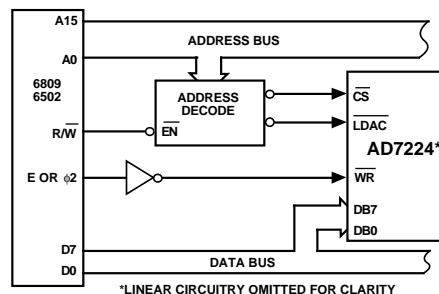 A15
ADDRESS BUS
A0
6809
6502
ADDRESS
DECODE
CS
EN
LDAC
R/W
AD7224*
E OR ϕ2
WR
DB7
DB0
D7
DATA BUS
D0
*LINEAR CIRCUITRY OMITTED FOR CLARITY